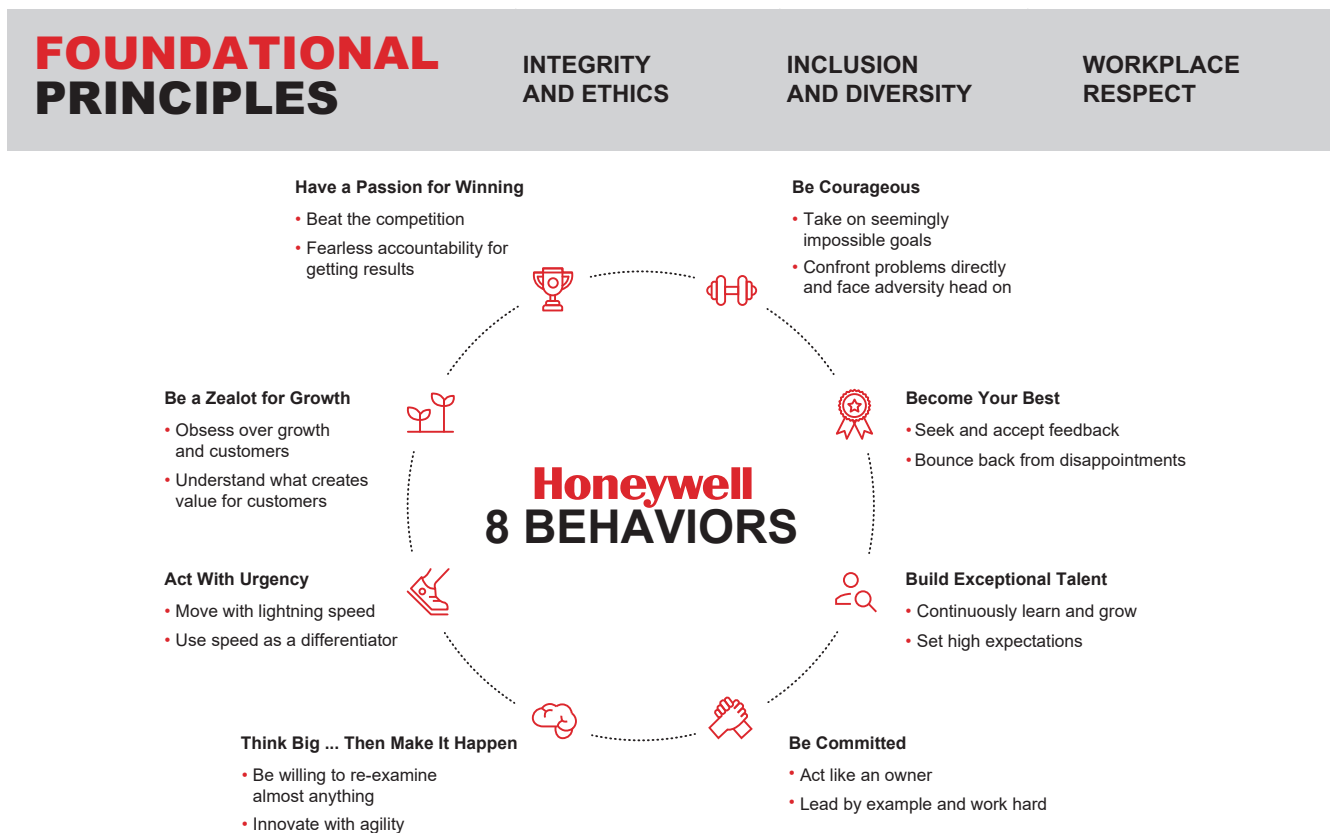 FOUNDATIONAL
PRINCIPLES
INTEGRITY
AND ETHICS
INCLUSION
AND DIVERSITY
WORKPLACE
RESPECT
Have a Passion for Winning
• Beat the competition
• Fearless accountability for
getting results
Be Courageous
• Take on seemingly
impossible goals
• Confront problems directly
and face adversity head on
Be a Zealot for Growth
• Obsess over growth
and customers
• Understand what creates
value for customers
Become Your Best
• Seek and accept feedback
• Bounce back from disappointments
Honeywell
8 BEHAVIORS
Act With Urgency
• Move with lightning speed
• Use speed as a differentiator
Build Exceptional Talent
• Continuously learn and grow
• Set high expectations
Think Big ... Then Make It Happen
• Be willing to re-examine
almost anything
• Innovate with agility
Be Committed
• Act like an owner
• Lead by example and work hard